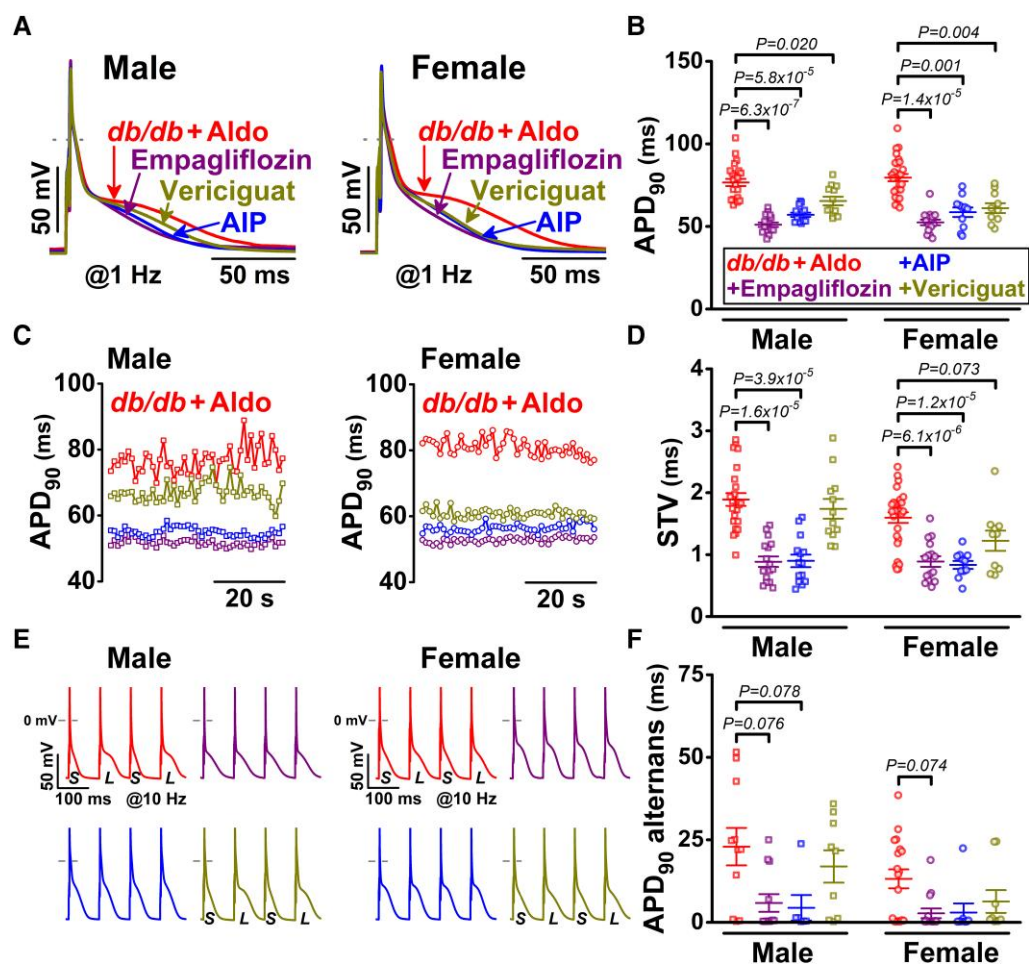 A
Male
Female
db/db + Aldo
Empagliflozin
Vericiguat
AIP
db/db + Aldo
Empagliflozin
Vericiguat
AIP
50 mV
@1 Hz
50 ms
50 mV
@1 Hz
50 ms
B
P=0.020
P=5.8x10⁻⁵
P=6.3x10⁻⁷
P=0.004
P=0.001
P=1.4x10⁻⁵
APD₉₀ (ms)
150
100
50
0
db/db + Aldo
+AIP
+Empagliflozin
+Vericiguat
Male
Female
C
Male
Female
APD₉₀ (ms)
100
80
60
40
db/db + Aldo
20 s
APD₉₀ (ms)
100
80
60
40
db/db + Aldo
20 s
D
P=3.9x10⁻⁵
P=1.6x10⁻⁵
P=0.073
P=1.2x10⁻⁵
P=6.1x10⁻⁶
STV (ms)
4
3
2
1
0
Male
Female
E
Male
Female
0 mV
50 mV
S L S L
100 ms @10 Hz
S L S L
0 mV
50 mV
S L S L
100 ms @10 Hz
S L S L
F
P=0.078
P=0.076
P=0.074
APD₉₀ alternans (ms)
75
50
25
0
Male
Female